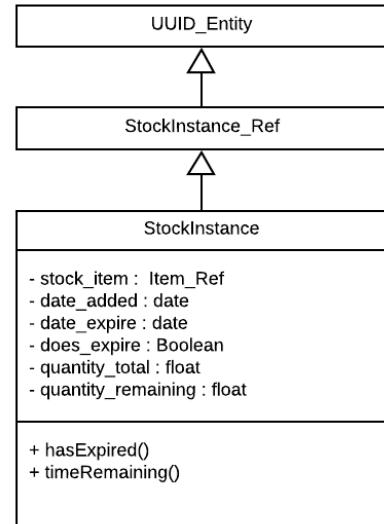 UUID_Entity
StockInstance_Ref
StockInstance
- stock_item :  Item_Ref
- date_added : date
- date_expire : date
- does_expire : Boolean
- quantity_total : float
- quantity_remaining : float
+ hasExpired()
+ timeRemaining()